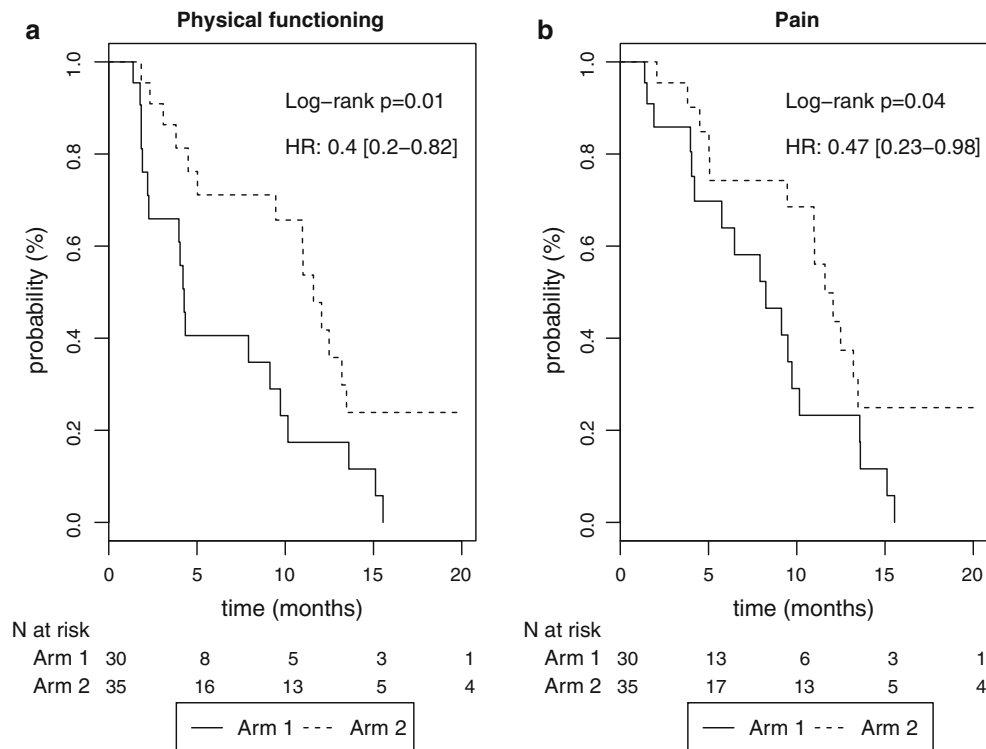 a
Physical functioning
Log-rank p=0.01
HR: 0.4 [0.2-0.82]
probability (%)
1.0
0.8
0.6
0.4
0.2
0.0
0 5 10 15 20
time (months)
N at risk
Arm 1 30 8 5 3 1
Arm 2 35 16 13 5 4
Arm 1 Arm 2
b
Pain
Log-rank p=0.04
HR: 0.47 [0.23-0.98]
probability (%)
1.0
0.8
0.6
0.4
0.2
0.0
0 5 10 15 20
time (months)
N at risk
Arm 1 30 13 6 3 1
Arm 2 35 17 13 5 4
Arm 1 Arm 2